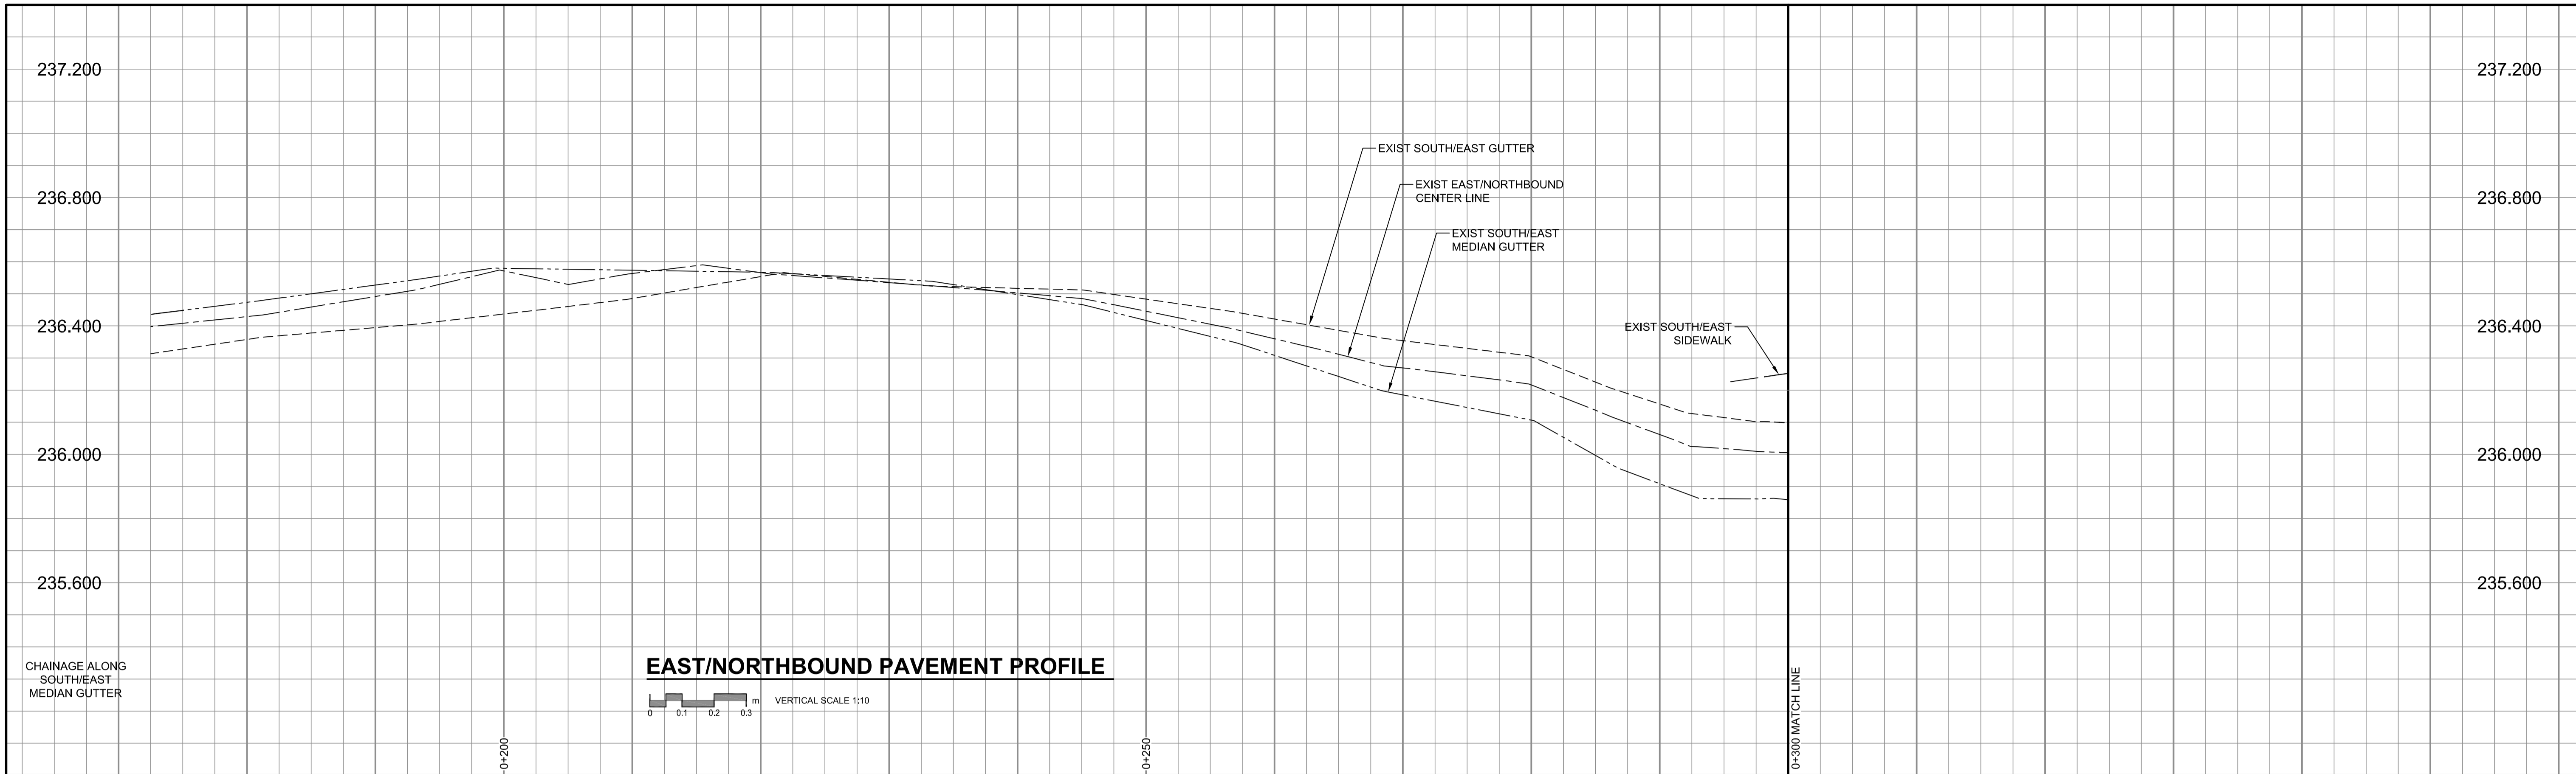 237.200
237.200
EXIST SOUTH/EAST GUTTER
EXIST EAST/NORTHBOUND
CENTER LINE
236.800
236.800
EXIST SOUTH/EAST
MEDIAN GUTTER
236.400
EXIST SOUTH/EAST
SIDEWALK
236.400
236.000
236.000
235.600
235.600
CHAINAGE ALONG
SOUTH/EAST
MEDIAN GUTTER
EAST/NORTHBOUND PAVEMENT PROFILE
0 0.1 0.2 0.3 m VERTICAL SCALE 1:10
0+200
0+250
0+300 MATCH LINE